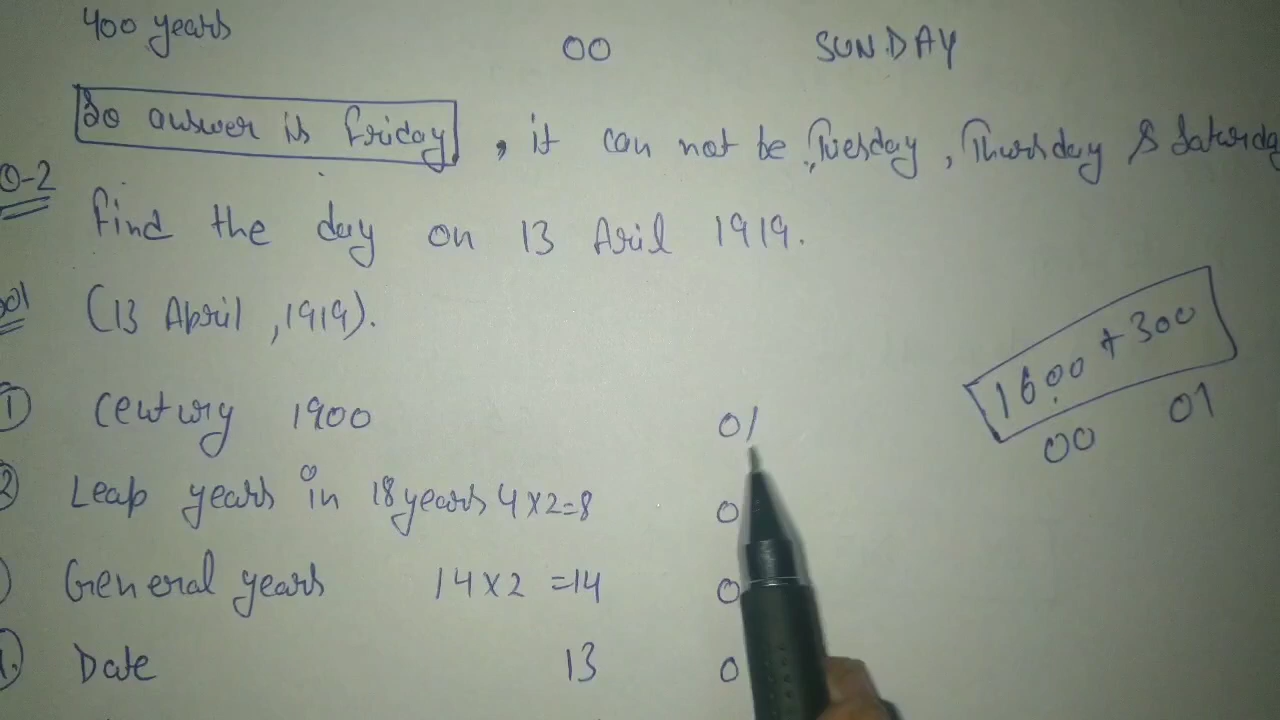 400 years 00 SUNDAY
So answer is friday, it can not be Tuesday, Thursday & Saturday
Q-2 find the day on 13 Aril 1919.
Sol (13 April, 1919).
1600 + 300
00 01
① Century 1900 01
② Leap years in 18 years 4×2=8 0
General years 14×2 =14 0
Date 13 0